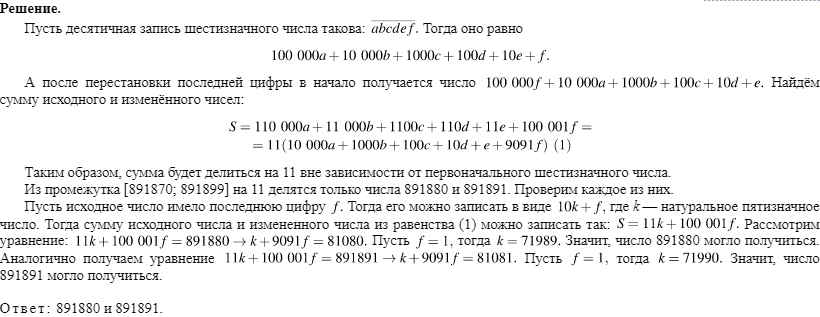 Решение.
Пусть десятичная запись шестизначного числа такова: \overline{abcdef}. Тогда оно равно
100 000a + 10 000b + 1000c + 100d + 10e + f.
А после перестановки последней цифры в начало получается число 100 000f + 10 000a + 1000b + 100c + 10d + e. Найдём
сумму исходного и изменённого чисел:
S = 110 000a + 11 000b + 1100c + 110d + 11e + 100 001f =
= 11(10 000a + 1000b + 100c + 10d + e + 9091f) (1)
Таким образом, сумма будет делиться на 11 вне зависимости от первоначального шестизначного числа.
Из промежутка [891870; 891899] на 11 делятся только числа 891880 и 891891. Проверим каждое из них.
Пусть исходное число имело последнюю цифру f. Тогда его можно записать в виде 10k + f, где k — натуральное пятизначное
число. Тогда сумму исходного числа и измененного числа из равенства (1) можно записать так: S = 11k + 100 001f. Рассмотрим
уравнение: 11k + 100 001f = 891880 → k + 9091f = 81080. Пусть f = 1, тогда k = 71989. Значит, число 891880 могло получиться.
Аналогично получаем уравнение 11k + 100 001f = 891891 → k + 9091f = 81081. Пусть f = 1, тогда k = 71990. Значит, число
891891 могло получиться.
Ответ: 891880 и 891891.